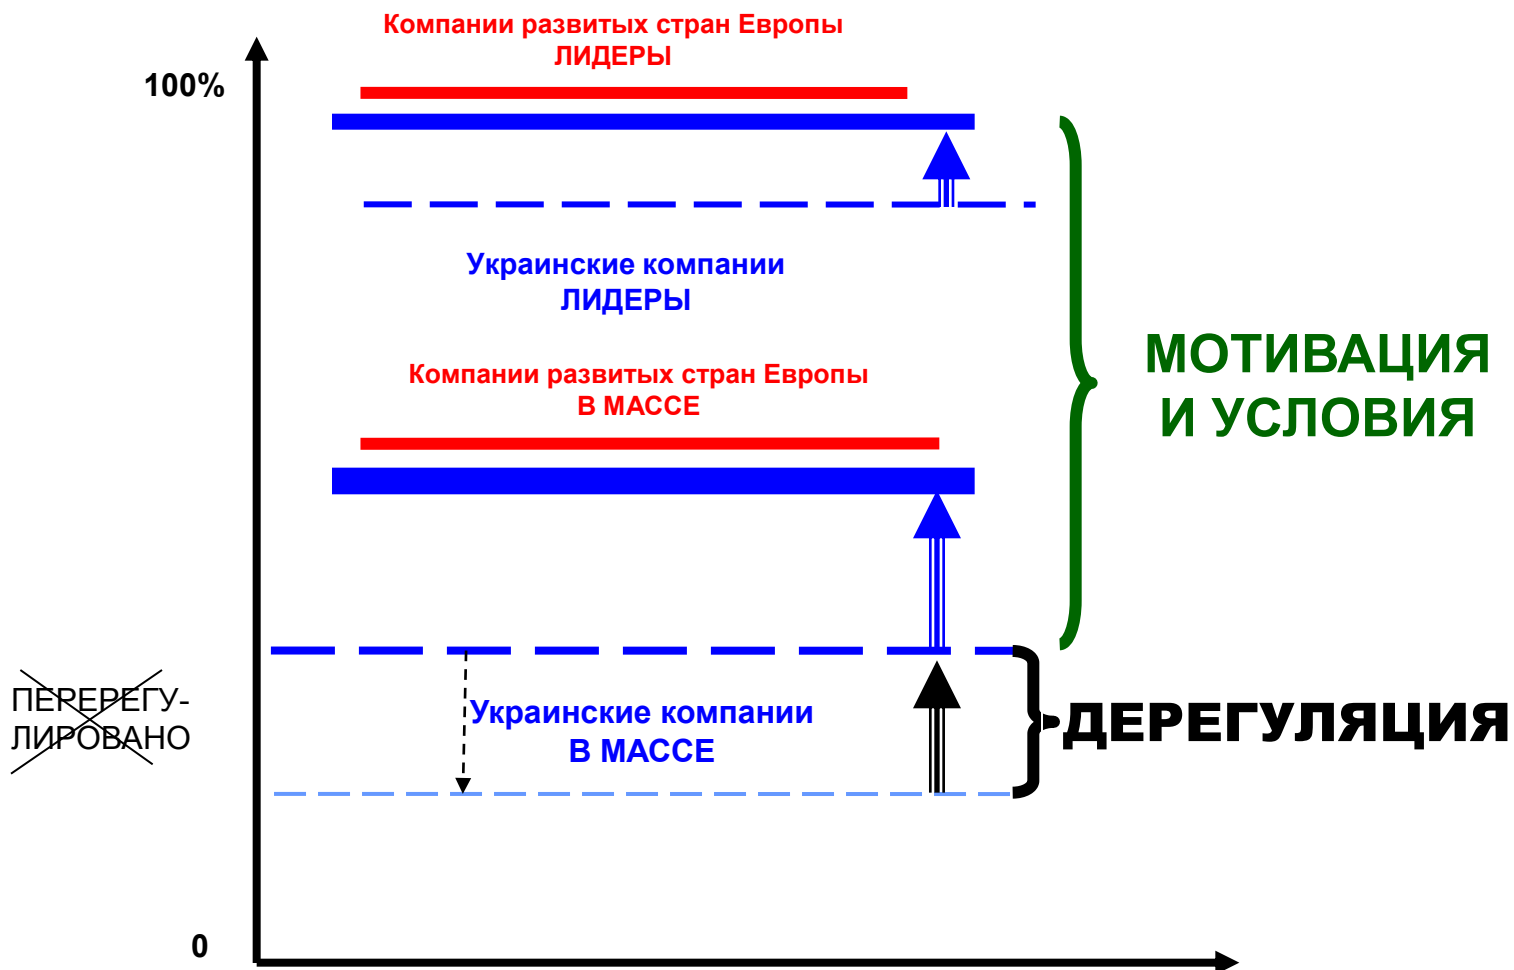 Компании развитых стран Европы
ЛИДЕРЫ
100%
Украинские компании
ЛИДЕРЫ
МОТИВАЦИЯ
И УСЛОВИЯ
Компании развитых стран Европы
В МАССЕ
ПЕРЕРЕГУ-
ЛИРОВАНО
Украинские компании
В МАССЕ
ДЕРЕГУЛЯЦИЯ
0